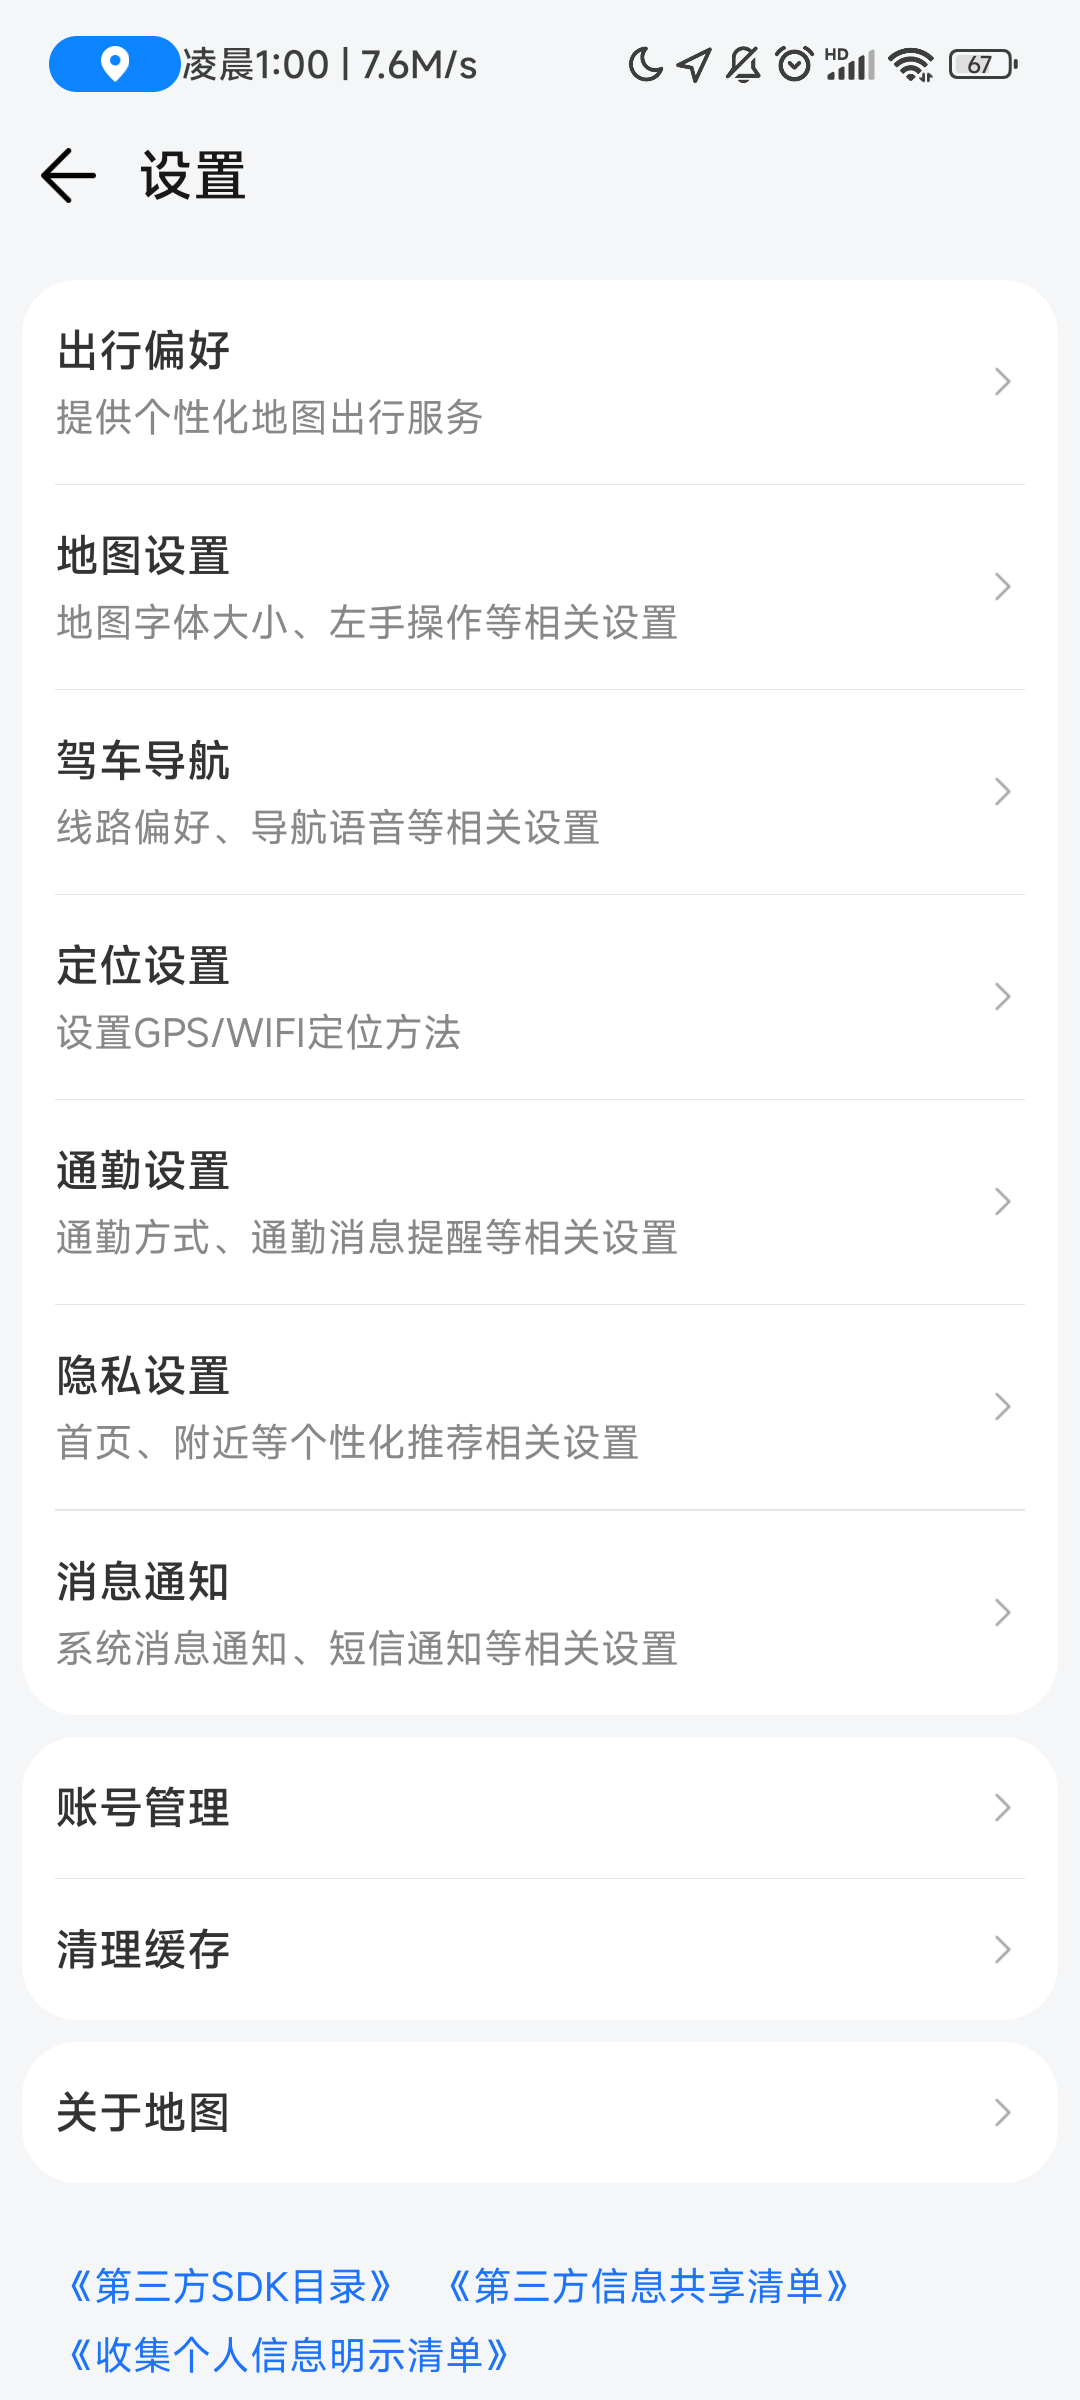 凌晨1:00 | 7.6M/s HD 67
设置
出行偏好
提供个性化地图出行服务
地图设置
地图字体大小、左手操作等相关设置
驾车导航
线路偏好、导航语音等相关设置
定位设置
设置GPS/WIFI定位方法
通勤设置
通勤方式、通勤消息提醒等相关设置
隐私设置
首页、附近等个性化推荐相关设置
消息通知
系统消息通知、短信通知等相关设置
账号管理
清理缓存
关于地图
《第三方SDK目录》 《第三方信息共享清单》
《收集个人信息明示清单》